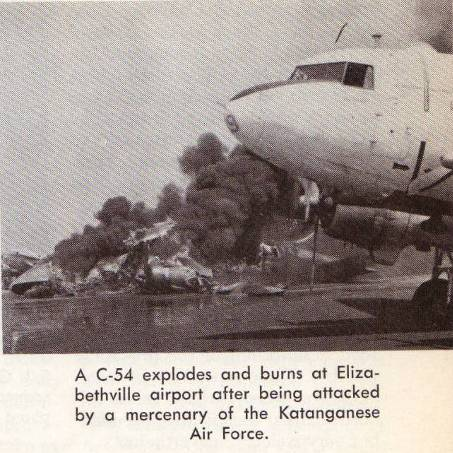 A C-54 explodes and burns at Eliza-
bethville airport after being attacked
by a mercenary of the Katanganese
Air Force.